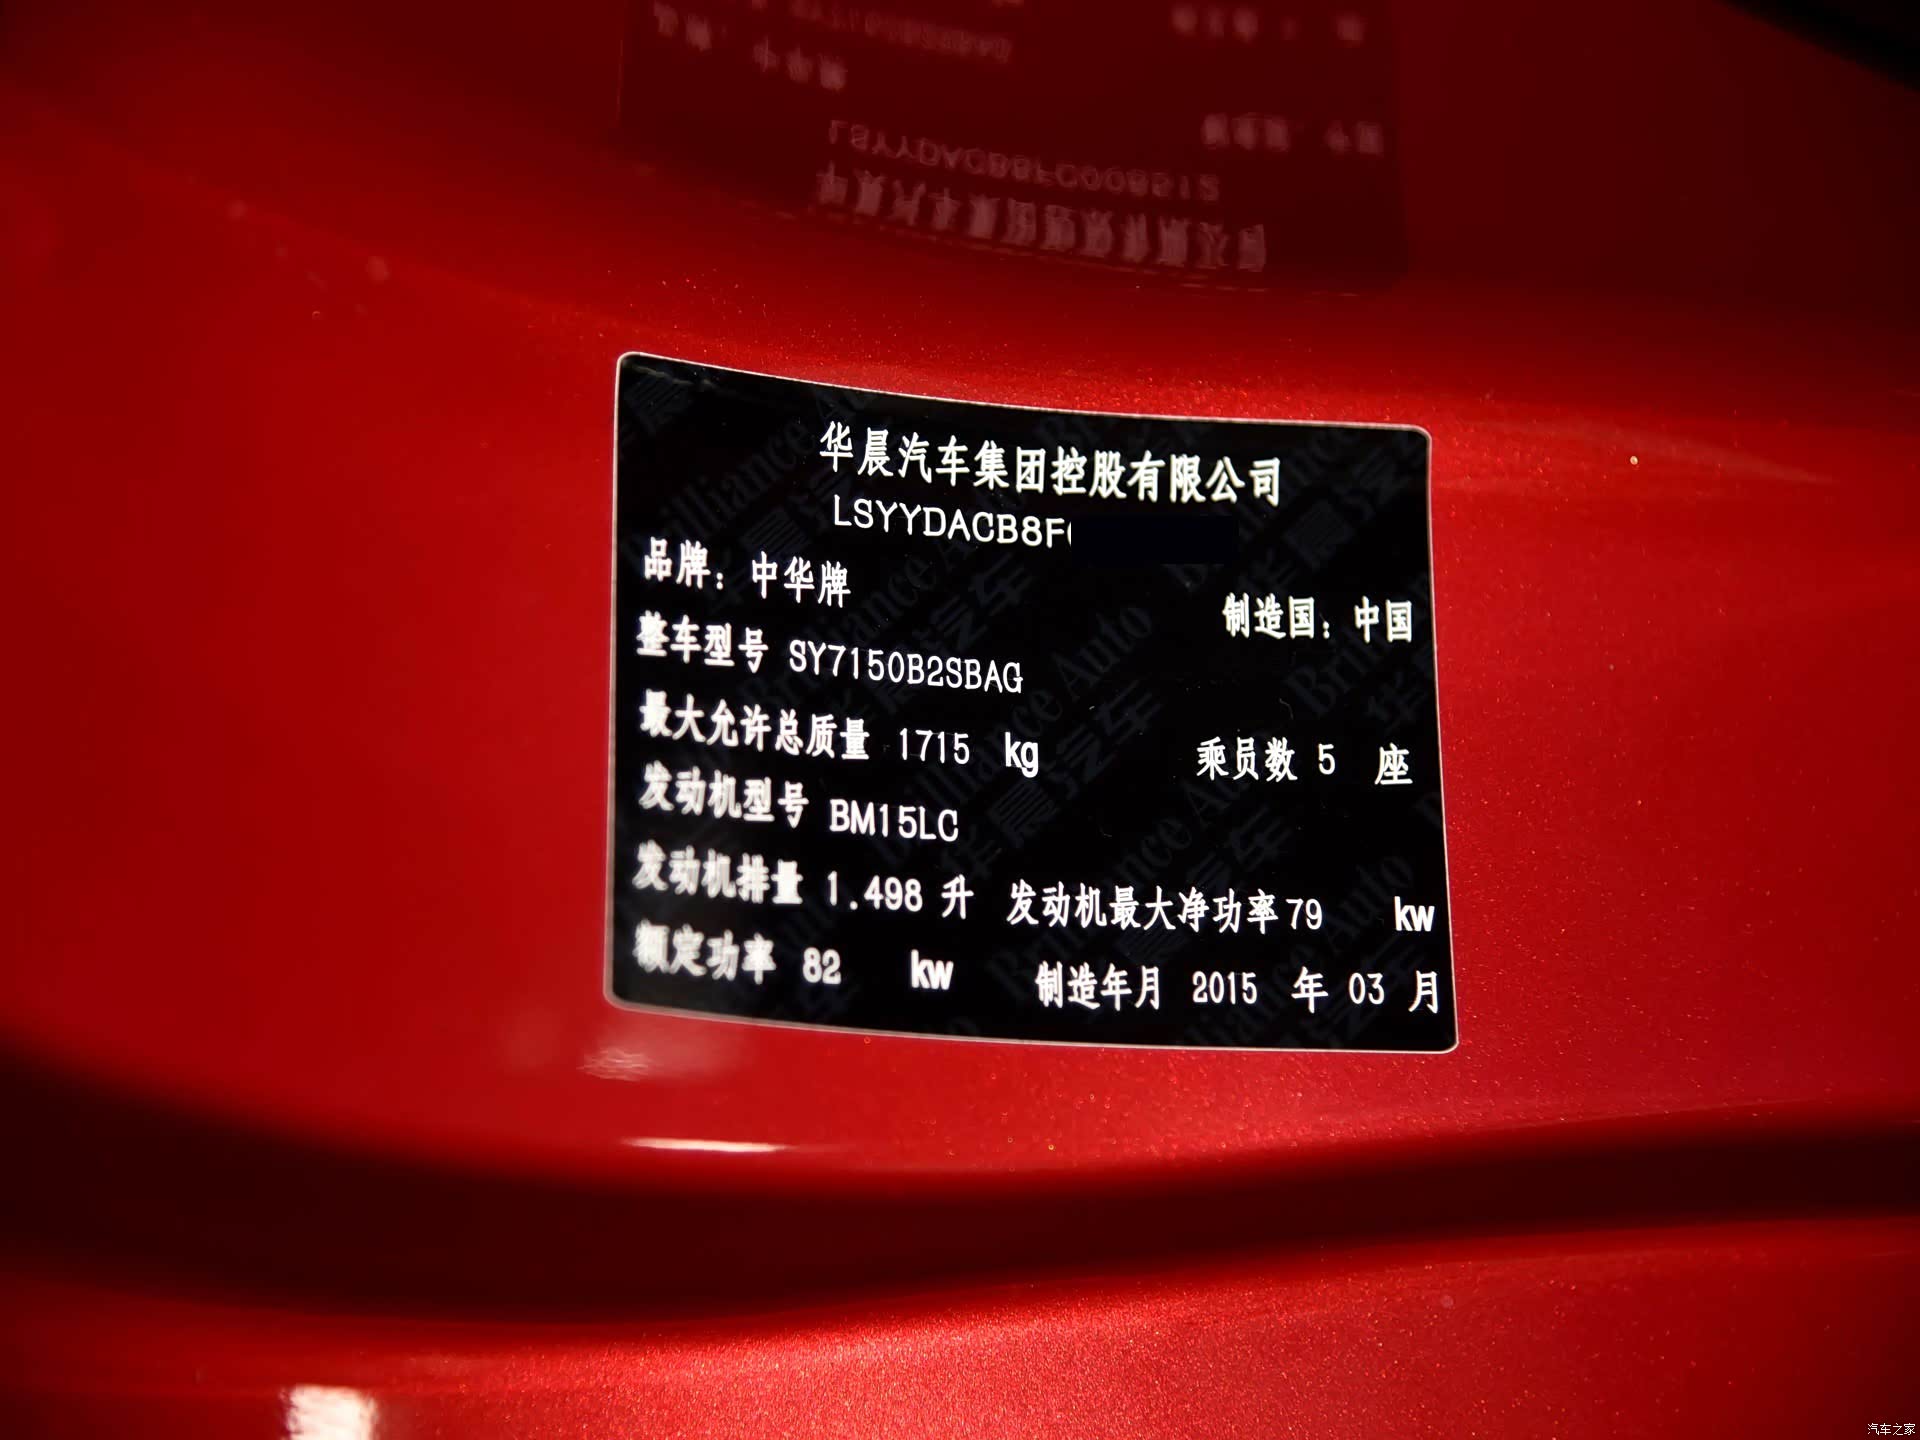 华晨汽车集团控股有限公司
LSYYDACB8F
品牌：中华牌
制造国：中国
整车型号 SY7150B2SBAG
最大允许总质量 1715 kg 乘员数 5 座
发动机型号 BM15LC
发动机排量 1.498 升 发动机最大净功率 79 kw
额定功率 82 kw 制造年月 2015 年 03 月
汽车之家